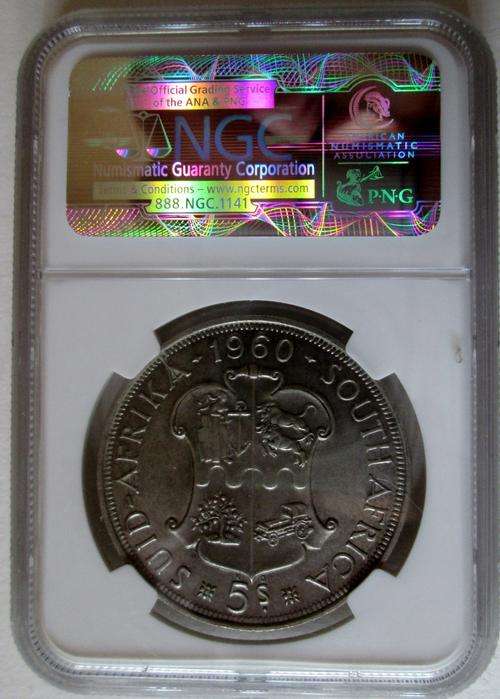 Official Grading Service
of the ANA & PNG
NGC
Numismatic Guaranty Corporation
Terms & Conditions – www.ngcterms.com
888.NGC.1141
AMERICAN
NUMISMATIC
ASSOCIATION
P·N·G
SUID-AFRIKA · 1960 · SOUTH AFRICA
5S